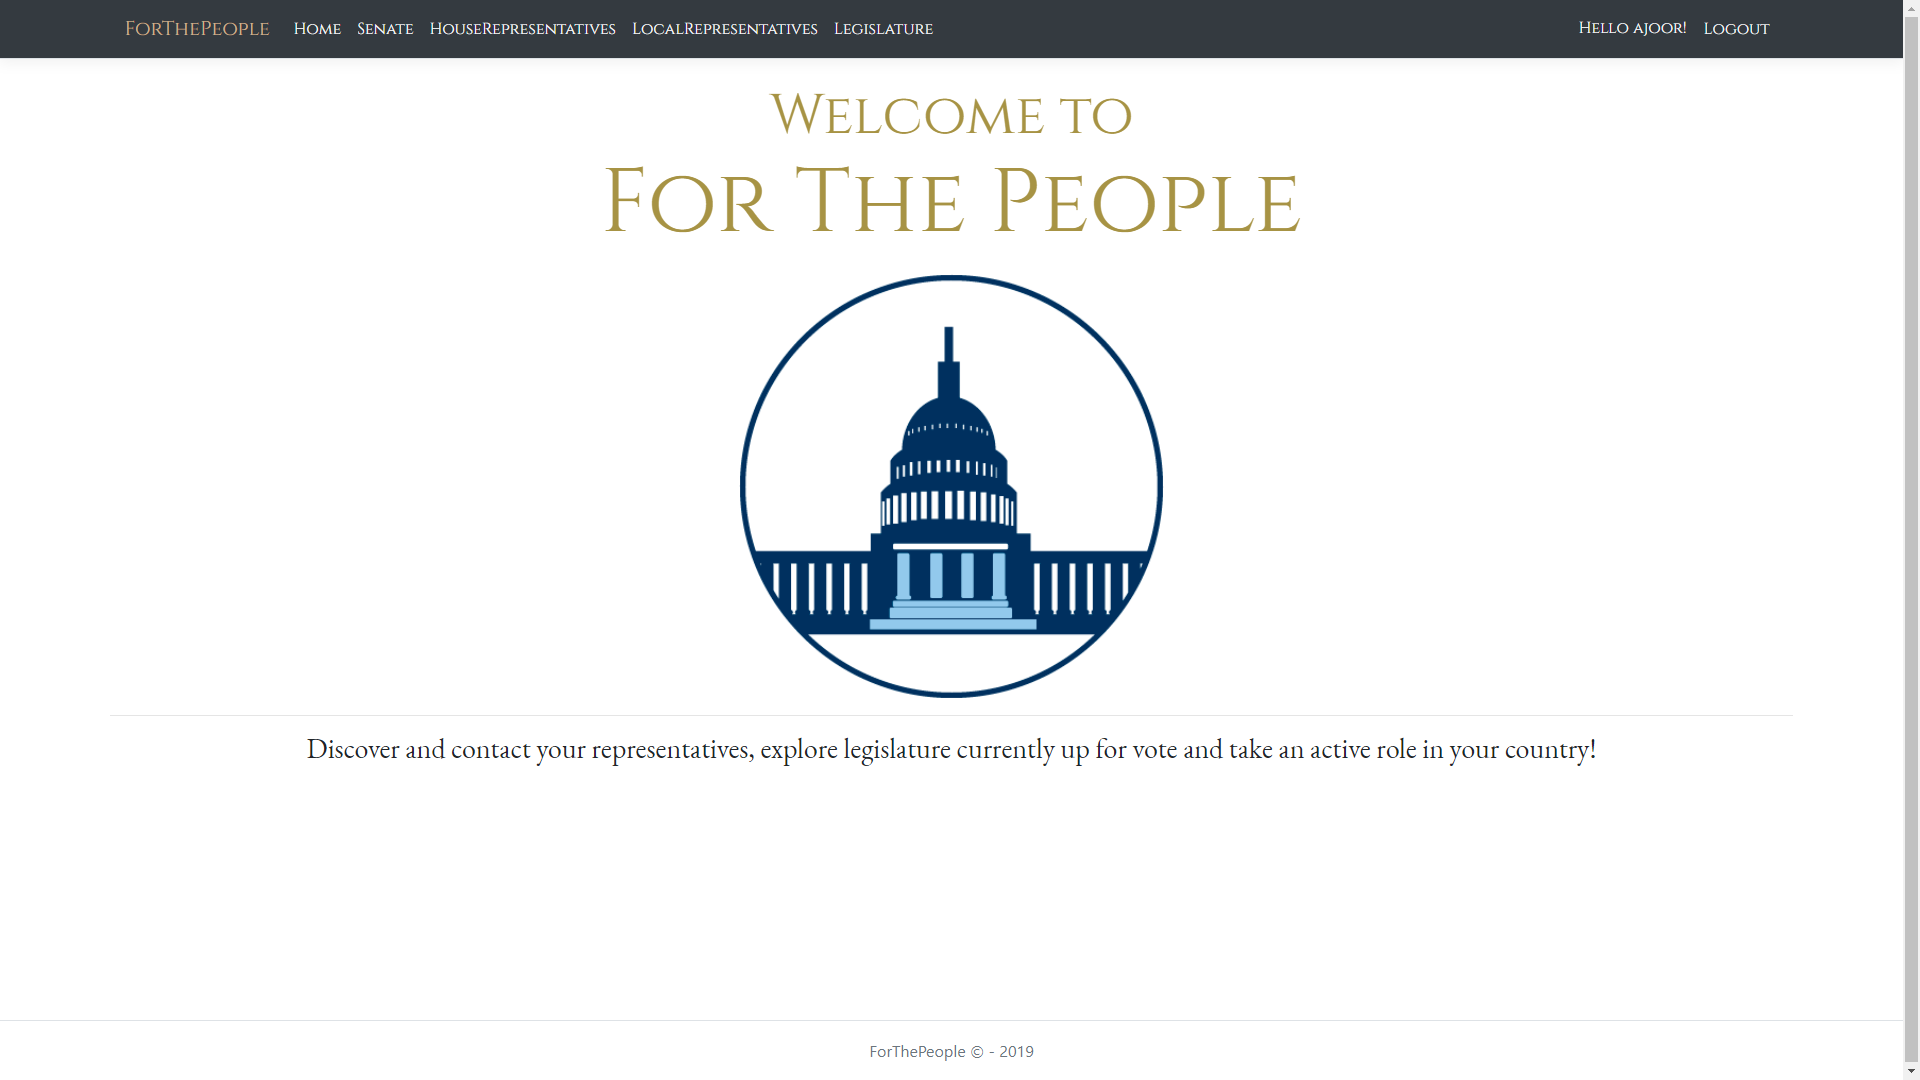 ForThePeople Home Senate HouseRepresentatives LocalRepresentatives Legislature Hello ajoor! Logout
Welcome to
For The People
Discover and contact your representatives, explore legislature currently up for vote and take an active role in your country!
ForThePeople © - 2019